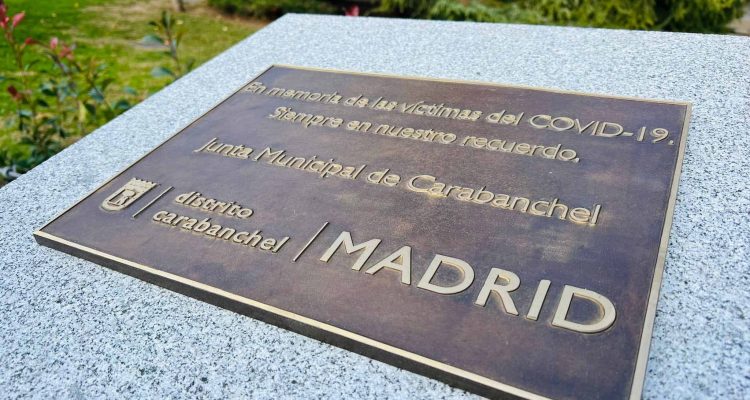 En memoria de las víctimas del COVID-19.
Siempre en nuestro recuerdo.
Junta Municipal de Carabanchel
distrito
carabanchel
MADRID